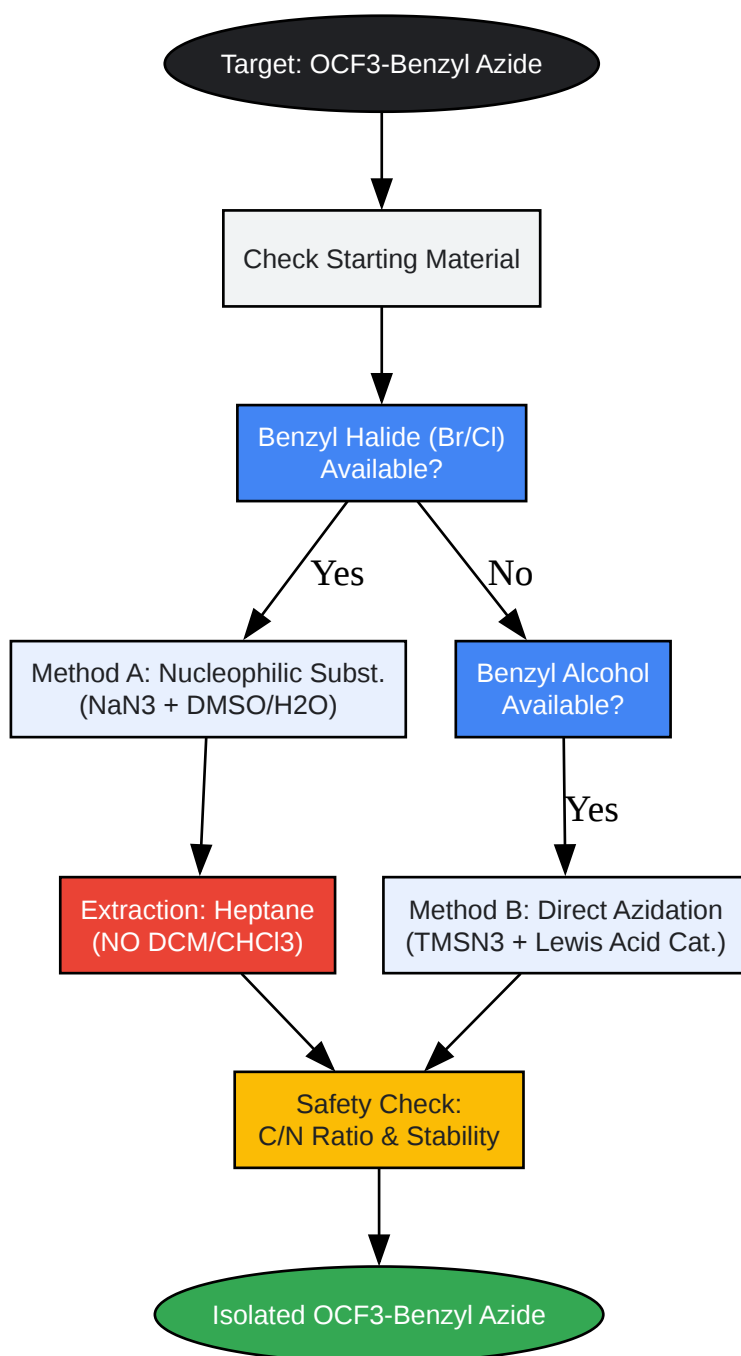 Target: OCF3-Benzyl Azide
Check Starting Material
Benzyl Halide (Br/Cl)
Available?
Yes
No
Method A: Nucleophilic Subst.
(NaN3 + DMSO/H2O)
Benzyl Alcohol
Available?
Yes
Extraction: Heptane
(NO DCM/CHCl3)
Method B: Direct Azidation
(TMSN3 + Lewis Acid Cat.)
Safety Check:
C/N Ratio & Stability
Isolated OCF3-Benzyl Azide